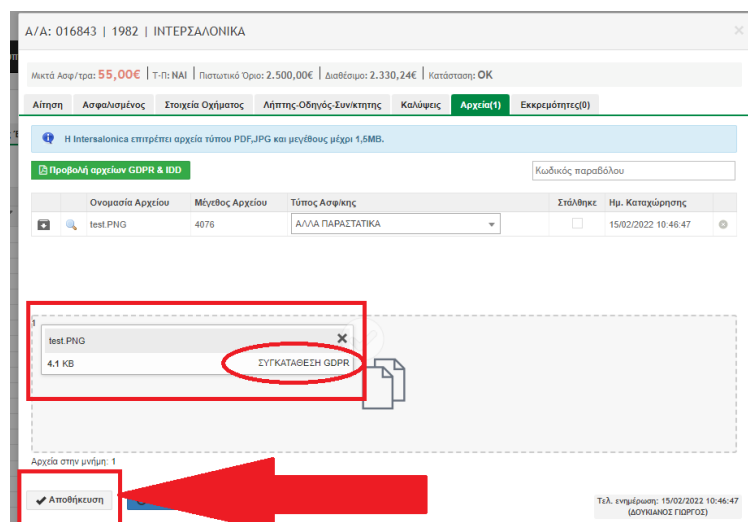 Α/Α: 016843 | 1982 | ΙΝΤΕΡΣΑΛΟΝΙΚΑ
Μικτά Ασφ/τρα: 55,00€ | Τ-Π: ΝΑΙ | Πιστωτικό Όριο: 2.500,00€ | Διαθέσιμο: 2.330,24€ | Κατάσταση: ΟΚ
Αίτηση Ασφαλισμένος Στοιχεία Οχήματος Λήπτης-Οδηγός-Συν/κτητης Καλύψεις Αρχεία(1) Εκκρεμότητες(0)
Η Intersalonica επιτρέπει αρχεία τύπου PDF,JPG και μεγέθους μέχρι 1,5MB.
Προβολή αρχείων GDPR & IDD Κωδικός παραβόλου
Ονομασία Αρχείου Μέγεθος Αρχείου Τύπος Ασφ/κης Στάλθηκε Ημ. Καταχώρησης
test.PNG 4076 ΑΛΛΑ ΠΑΡΑΣΤΑΤΙΚΑ 15/02/2022 10:46:47
1
test.PNG
4.1 KB ΣΥΓΚΑΤΑΘΕΣΗ GDPR
Αρχεία στην μνήμη: 1
Αποθήκευση
Τελ. ενημέρωση: 15/02/2022 10:46:47
(ΔΟΥΚΙΑΝΟΣ ΓΙΩΡΓΟΣ)